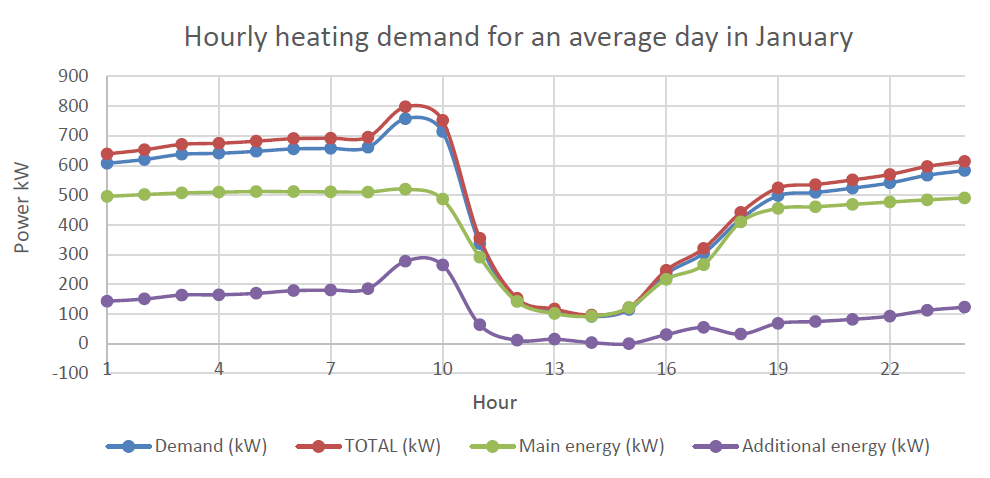 Hourly heating demand for an average day in January
900
800
700
600
500
400
300
200
100
0
-100
Power kW
1 4 7 10 13 16 19 22
Hour
Demand (kW) TOTAL (kW) Main energy (kW) Additional energy (kW)